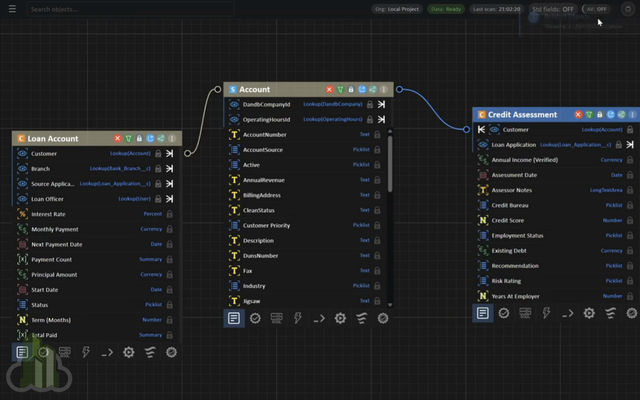 Search objects...
Org: Local Project
Data: Ready
Last scan: 21:02:20
Std Fields: OFF
AV: OFF
S Account
DandbCompanyId Lookup(DandbCompany)
OperatingHoursId Lookup(OperatingHours)
T AccountNumber Text
AccountSource Picklist
Active Picklist
T AnnualRevenue Text
T BillingAddress Text
T CleanStatus Text
Customer Priority Picklist
T Description Text
T DunsNumber Text
T Fax Text
Industry Picklist
T Jigsaw Text
C Loan Account
Customer Lookup(Account)
Branch Lookup(Bank_Branch__c)
Source Applica... Lookup(Loan_Application__c)
Loan Officer Lookup(User)
% Interest Rate Percent
Monthly Payment Currency
Next Payment Date Date
Payment Count Summary
Principal Amount Currency
Start Date Date
Status Picklist
N Term (Months) Number
Total Paid Summary
C Credit Assessment
Customer Lookup(Account)
Loan Application Lookup(Loan_Application__c)
Annual Income (Verified) Currency
Assessment Date Date
T Assessor Notes LongTextArea
Credit Bureau Picklist
N Credit Score Number
Employment Status Picklist
Existing Debt Currency
Recommendation Picklist
Risk Rating Picklist
N Years At Employer Number